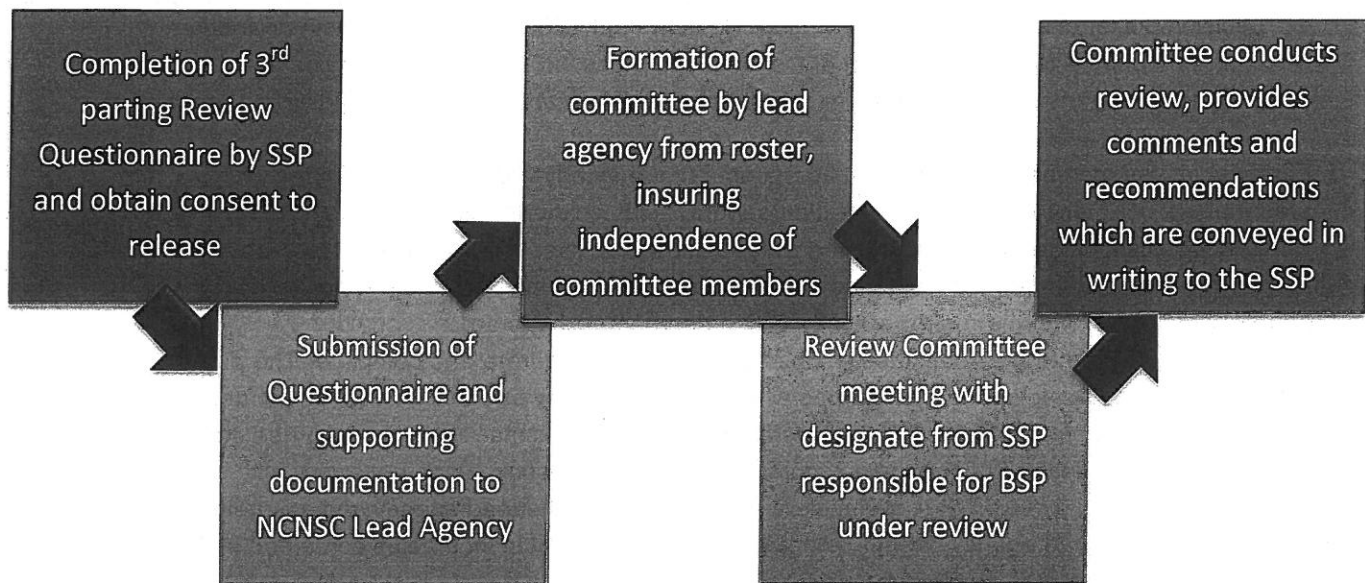 Completion of 3rd
parting Review
Questionnaire by SSP
and obtain consent to
release
Submission of
Questionnaire and
supporting
documentation to
NCNSC Lead Agency
Formation of
committee by lead
agency from roster,
insuring
independence of
committee members
Review Committee
meeting with
designate from SSP
responsible for BSP
under review
Committee conducts
review, provides
comments and
recommendations
which are conveyed in
writing to the SSP